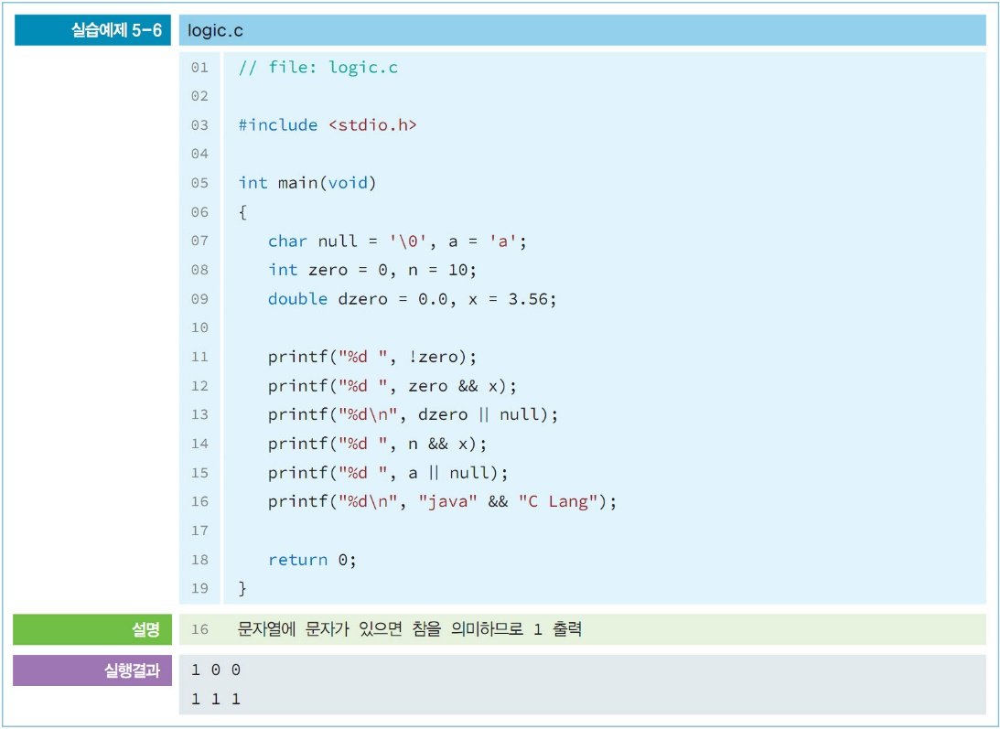 실습예제 5-6 logic.c
01 // file: logic.c
02
03 #include <stdio.h>
04
05 int main(void)
06 {
07    char null = '\0', a = 'a';
08    int zero = 0, n = 10;
09    double dzero = 0.0, x = 3.56;
10
11    printf("%d ", !zero);
12    printf("%d ", zero && x);
13    printf("%d\n", dzero || null);
14    printf("%d ", n && x);
15    printf("%d ", a || null);
16    printf("%d\n", "java" && "C Lang");
17
18    return 0;
19 }
설명 16 문자열에 문자가 있으면 참을 의미하므로 1 출력
실행결과 1 0 0
1 1 1